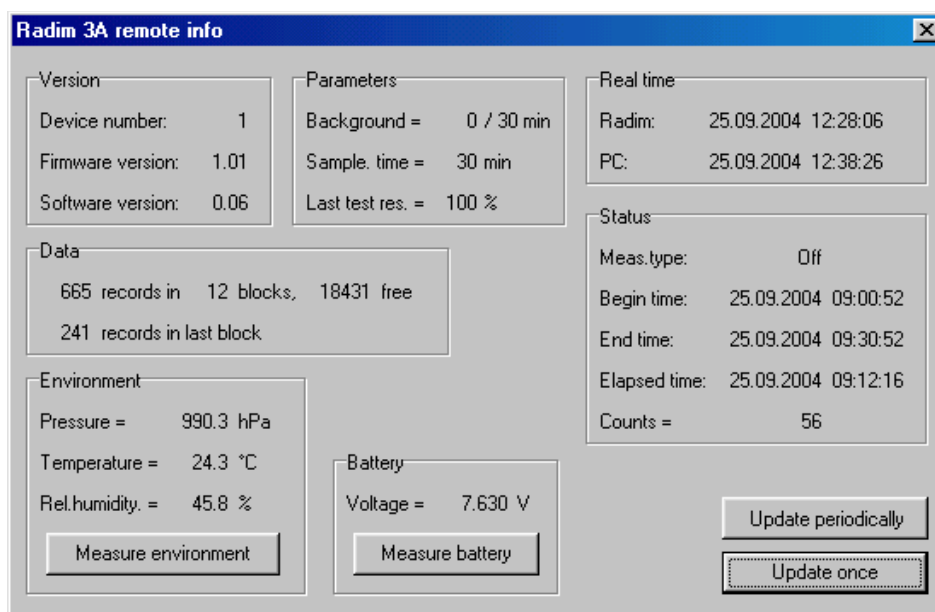 Radim 3A remote info
Version
Device number: 1
Firmware version: 1.01
Software version: 0.06
Parameters
Background = 0 / 30 min
Sample. time = 30 min
Last test res. = 100 %
Real time
Radim: 25.09.2004 12:28:06
PC: 25.09.2004 12:38:26
Data
665 records in 12 blocks, 18431 free
241 records in last block
Status
Meas.type: Off
Begin time: 25.09.2004 09:00:52
End time: 25.09.2004 09:30:52
Elapsed time: 25.09.2004 09:12:16
Counts = 56
Environment
Pressure = 990.3 hPa
Temperature = 24.3 °C
Rel.humidity. = 45.8 %
Measure environment
Battery
Voltage = 7.630 V
Measure battery
Update periodically
Update once